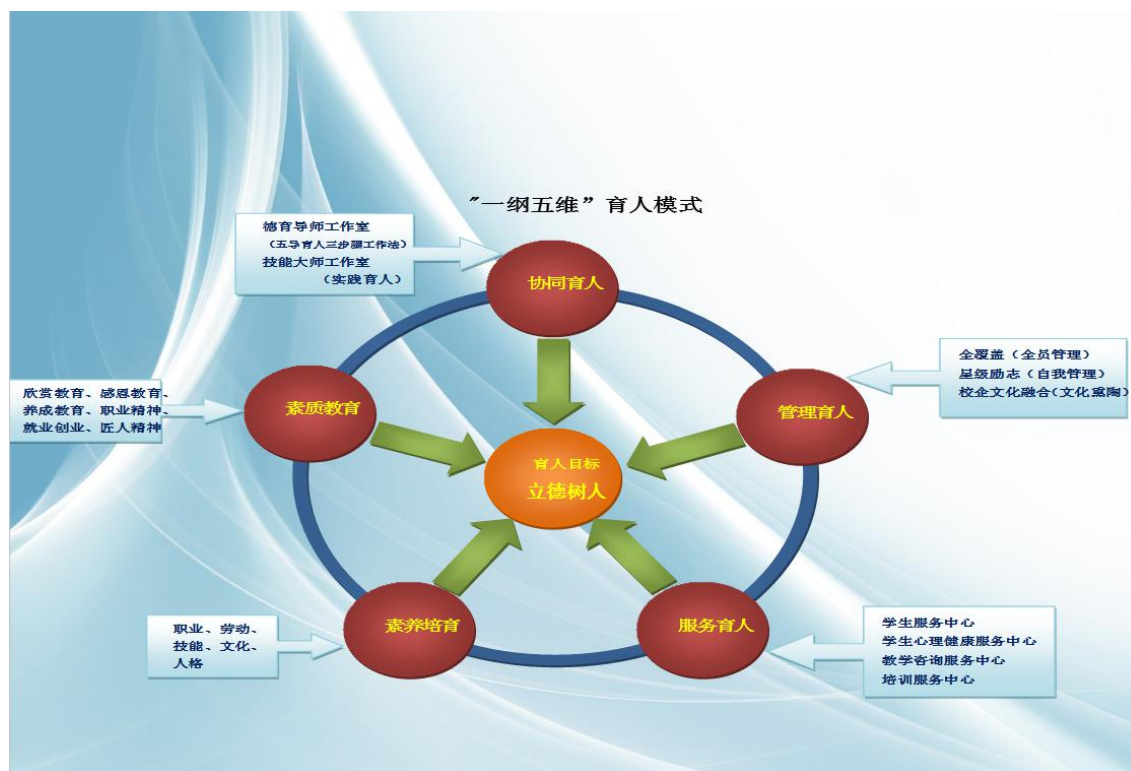 "一纲五维”育人模式
德育导师工作室
（五导育人三步骤工作法）
技能大师工作室
（实践育人）
协同育人
全覆盖（全员管理）
星级励志（自我管理）
校企文化融合(文化熏陶)
管理育人
欣赏教育、感恩教育、
养成教育、职业精神、
就业创业、匠人精神
素质教育
育人目标
立德树人
职业、劳动、
技能、文化、
人格
素养培育
服务育人
学生服务中心
学生心理健康服务中心
教学咨询服务中心
培训服务中心